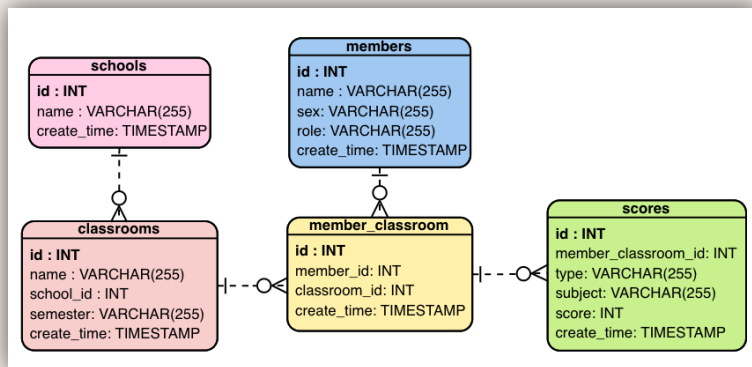 schools
id : INT
name : VARCHAR(255)
create_time: TIMESTAMP
members
id : INT
name : VARCHAR(255)
sex: VARCHAR(255)
role: VARCHAR(255)
create_time: TIMESTAMP
classrooms
id : INT
name : VARCHAR(255)
school_id : INT
semester: VARCHAR(255)
create_time: TIMESTAMP
member_classroom
id : INT
member_id: INT
classroom_id: INT
create_time: TIMESTAMP
scores
id : INT
member_classroom_id: INT
type: VARCHAR(255)
subject: VARCHAR(255)
score: INT
create_time: TIMESTAMP